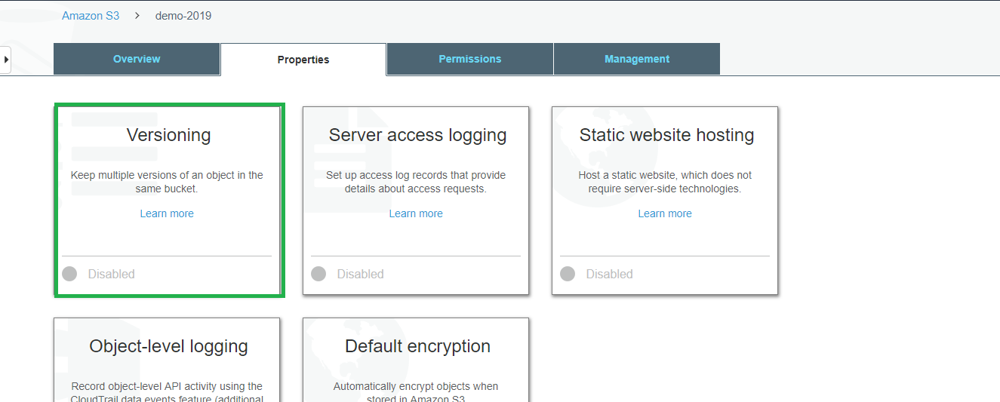 Amazon S3 > demo-2019
Overview Properties Permissions Management
Versioning
Keep multiple versions of an object in the
same bucket.
Learn more
Disabled
Server access logging
Set up access log records that provide
details about access requests.
Learn more
Disabled
Static website hosting
Host a static website, which does not
require server-side technologies.
Learn more
Disabled
Object-level logging
Record object-level API activity using the
CloudTrail data events feature (additional
Default encryption
Automatically encrypt objects when
stored in Amazon S3